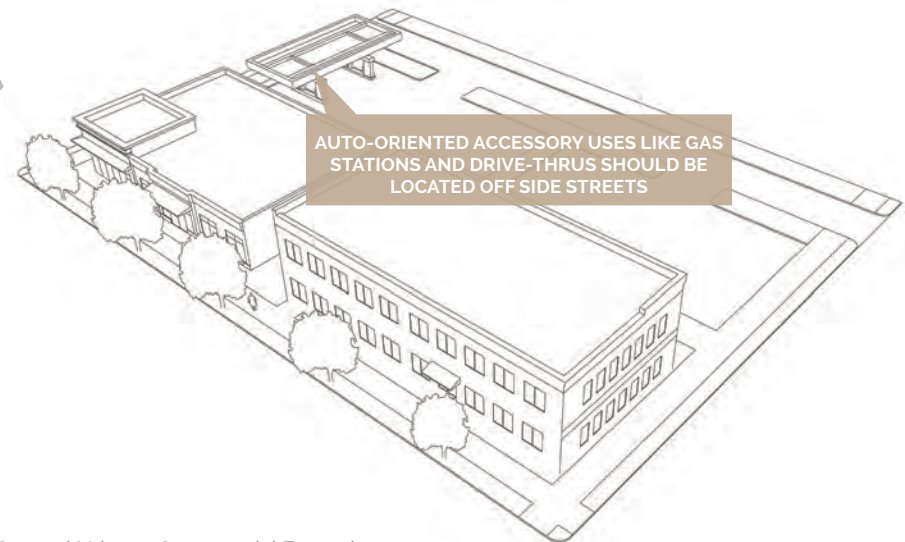 AUTO-ORIENTED ACCESSORY USES LIKE GAS
STATIONS AND DRIVE-THRUS SHOULD BE
LOCATED OFF SIDE STREETS